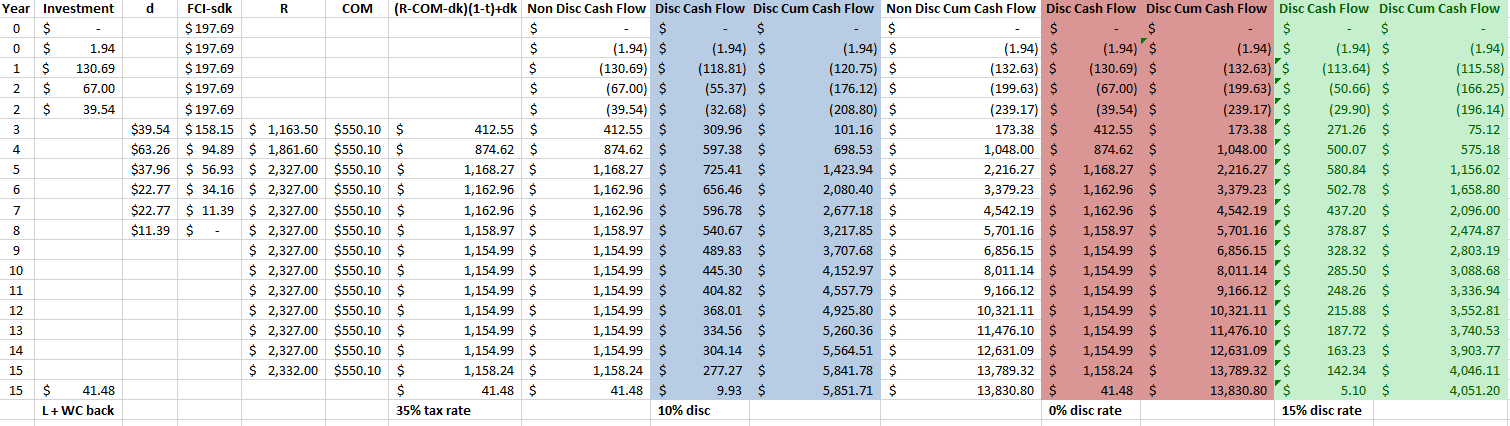 Year Investment d FCI-sdk R COM (R-COM-dk)(1-t)+dk Non Disc Cash Flow Disc Cash Flow Disc Cum Cash Flow Non Disc Cum Cash Flow Disc Cash Flow Disc Cum Cash Flow Disc Cash Flow Disc Cum Cash Flow
0 $ - $197.69 $ - $ - $ - $ - $ - $ - $ - $ -
0 $ 1.94 $197.69 $ (1.94) $ (1.94) $ (1.94) $ (1.94) $ (1.94) $ (1.94) $ (1.94) $ (1.94)
1 $ 130.69 $197.69 $ (130.69) $ (118.81) $ (120.75) $ (132.63) $ (130.69) $ (132.63) $ (113.64) $ (115.58)
2 $ 67.00 $197.69 $ (67.00) $ (55.37) $ (176.12) $ (199.63) $ (67.00) $ (199.63) $ (50.66) $ (166.25)
2 $ 39.54 $197.69 $ (39.54) $ (32.68) $ (208.80) $ (239.17) $ (39.54) $ (239.17) $ (29.90) $ (196.14)
3 $39.54 $158.15 $ 1,163.50 $550.10 $ 412.55 $ 412.55 $ 309.96 $ 101.16 $ 173.38 $ 412.55 $ 173.38 $ 271.26 $ 75.12
4 $63.26 $ 94.89 $ 1,861.60 $550.10 $ 874.62 $ 874.62 $ 597.38 $ 698.53 $ 1,048.00 $ 874.62 $ 1,048.00 $ 500.07 $ 575.18
5 $37.96 $ 56.93 $ 2,327.00 $550.10 $ 1,168.27 $ 1,168.27 $ 725.41 $ 1,423.94 $ 2,216.27 $ 1,168.27 $ 2,216.27 $ 580.84 $ 1,156.02
6 $22.77 $ 34.16 $ 2,327.00 $550.10 $ 1,162.96 $ 1,162.96 $ 656.46 $ 2,080.40 $ 3,379.23 $ 1,162.96 $ 3,379.23 $ 502.78 $ 1,658.80
7 $22.77 $ 11.39 $ 2,327.00 $550.10 $ 1,162.96 $ 1,162.96 $ 596.78 $ 2,677.18 $ 4,542.19 $ 1,162.96 $ 4,542.19 $ 437.20 $ 2,096.00
8 $11.39 $ - $ 2,327.00 $550.10 $ 1,158.97 $ 1,158.97 $ 540.67 $ 3,217.85 $ 5,701.16 $ 1,158.97 $ 5,701.16 $ 378.87 $ 2,474.87
9 $ 2,327.00 $550.10 $ 1,154.99 $ 1,154.99 $ 489.83 $ 3,707.68 $ 6,856.15 $ 1,154.99 $ 6,856.15 $ 328.32 $ 2,803.19
10 $ 2,327.00 $550.10 $ 1,154.99 $ 1,154.99 $ 445.30 $ 4,152.97 $ 8,011.14 $ 1,154.99 $ 8,011.14 $ 285.50 $ 3,088.68
11 $ 2,327.00 $550.10 $ 1,154.99 $ 1,154.99 $ 404.82 $ 4,557.79 $ 9,166.12 $ 1,154.99 $ 9,166.12 $ 248.26 $ 3,336.94
12 $ 2,327.00 $550.10 $ 1,154.99 $ 1,154.99 $ 368.01 $ 4,925.80 $ 10,321.11 $ 1,154.99 $ 10,321.11 $ 215.88 $ 3,552.81
13 $ 2,327.00 $550.10 $ 1,154.99 $ 1,154.99 $ 334.56 $ 5,260.36 $ 11,476.10 $ 1,154.99 $ 11,476.10 $ 187.72 $ 3,740.53
14 $ 2,327.00 $550.10 $ 1,154.99 $ 1,154.99 $ 304.14 $ 5,564.51 $ 12,631.09 $ 1,154.99 $ 12,631.09 $ 163.23 $ 3,903.77
15 $ 2,332.00 $550.10 $ 1,158.24 $ 1,158.24 $ 277.27 $ 5,841.78 $ 13,789.32 $ 1,158.24 $ 13,789.32 $ 142.34 $ 4,046.11
15 $ 41.48 $ 41.48 $ 41.48 $ 9.93 $ 5,851.71 $ 13,830.80 $ 41.48 $ 13,830.80 $ 5.10 $ 4,051.20
L + WC back 35% tax rate 10% disc 0% disc rate 15% disc rate